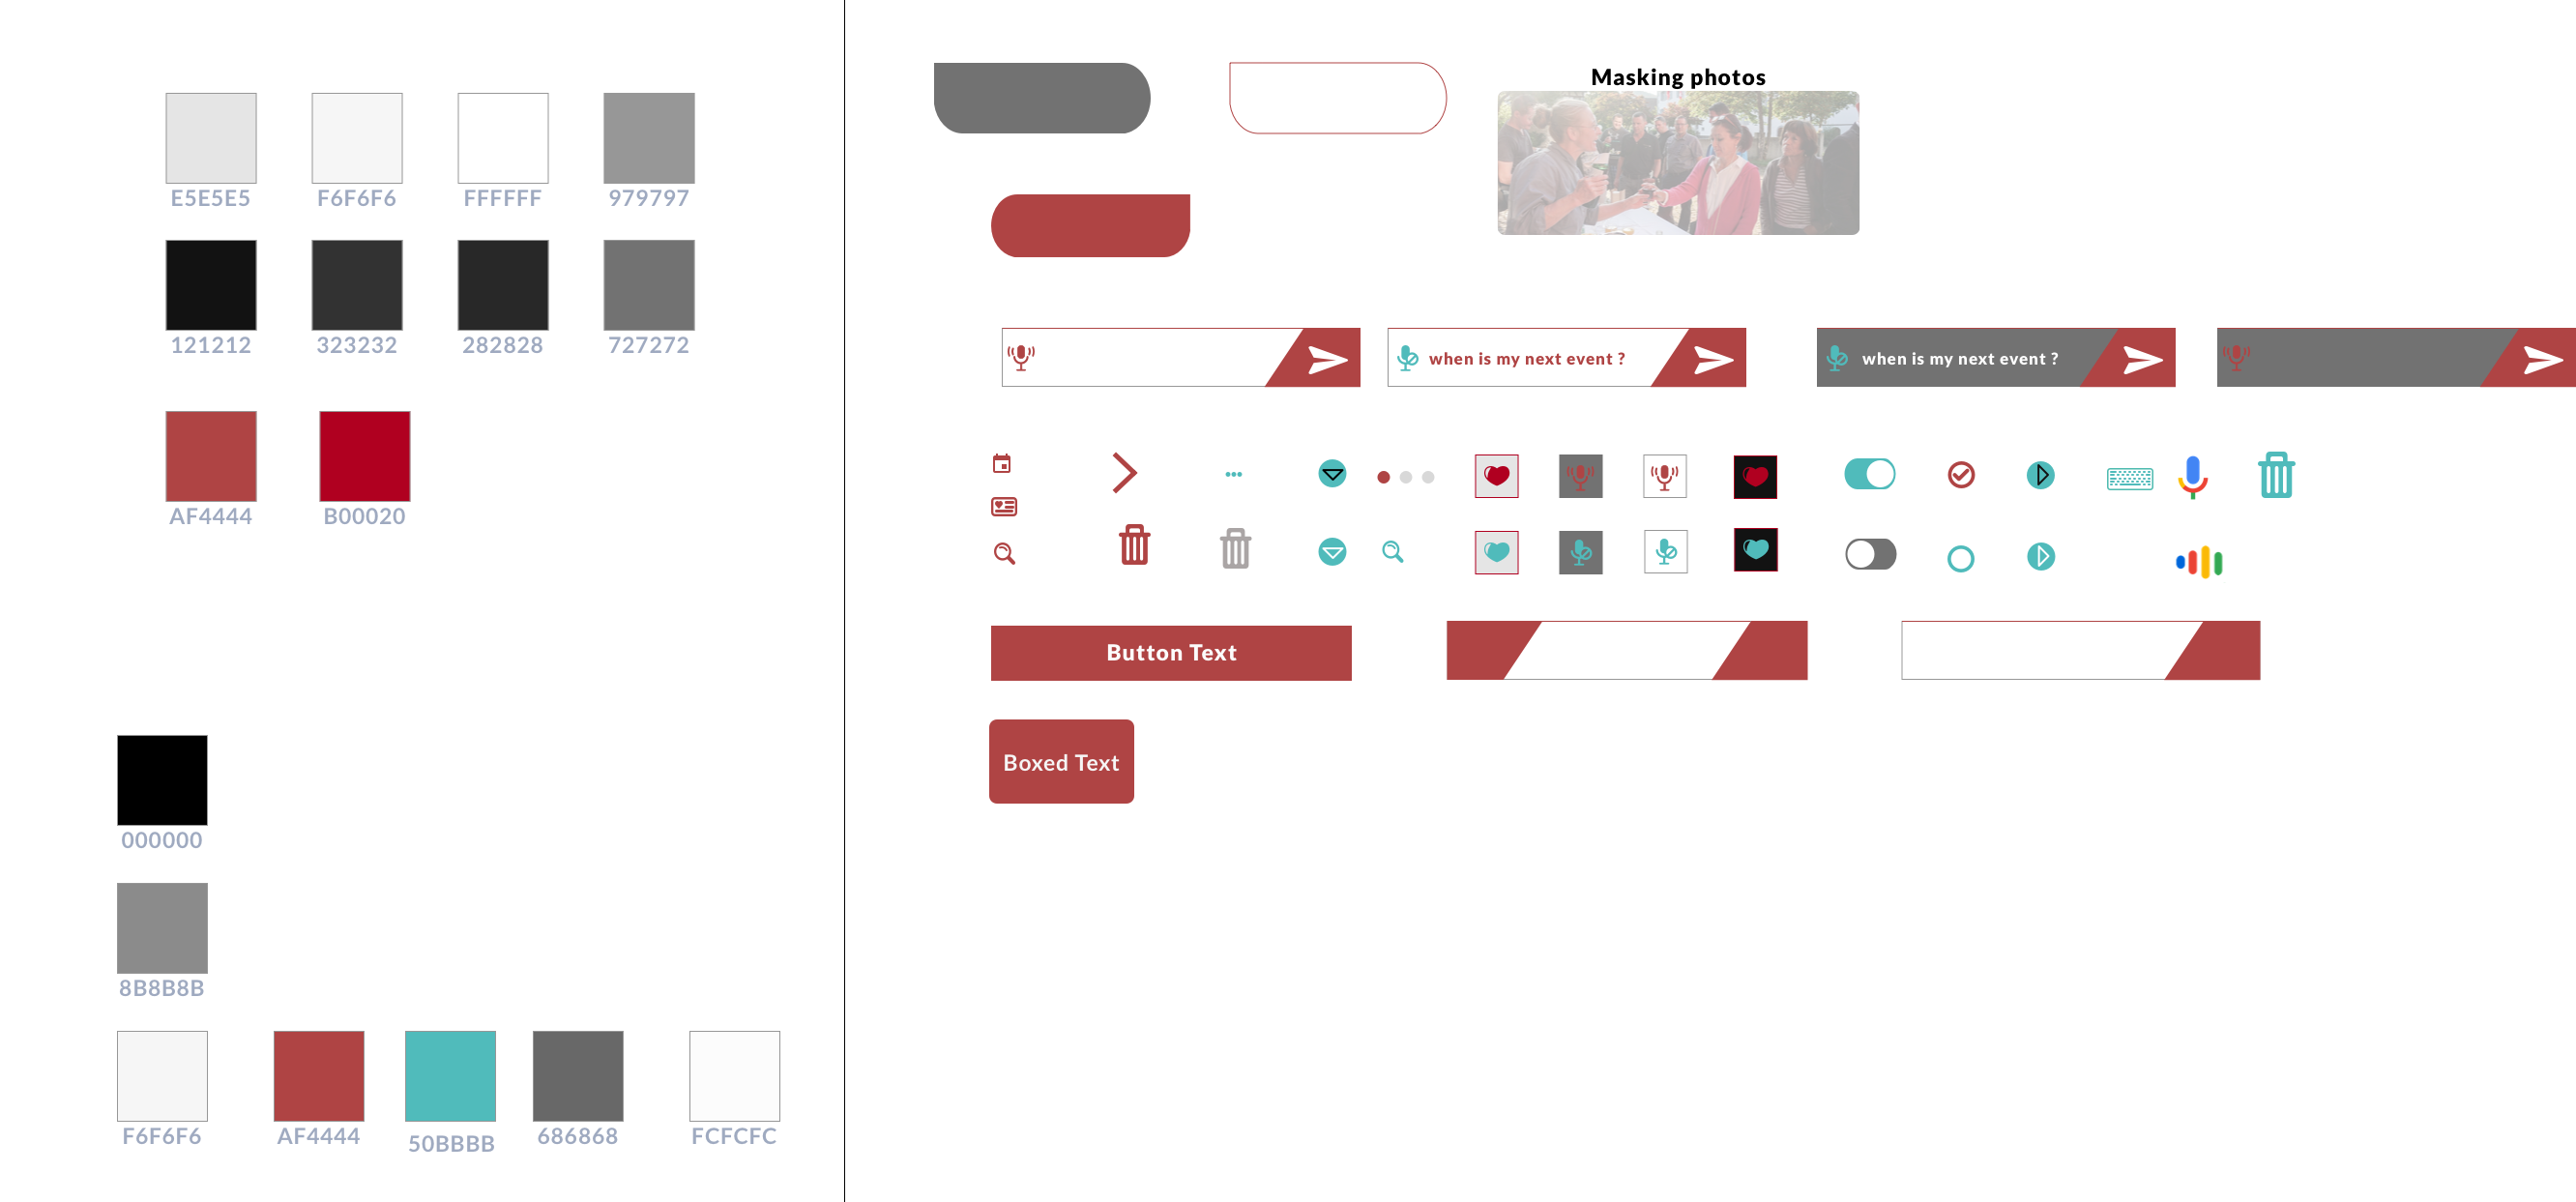 E5E5E5 F6F6F6 FFFFFF 979797
121212 323232 282828 727272
AF4444 B00020
000000
8B8B8B
F6F6F6 AF4444 50BBBB 686868 FCFCFC
Masking photos
when is my next event ?
when is my next event ?
Button Text
Boxed Text